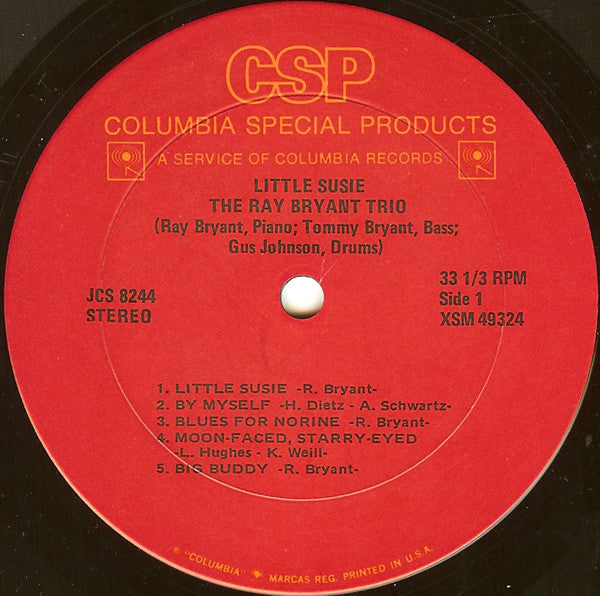 CSP
COLUMBIA SPECIAL PRODUCTS
A SERVICE OF COLUMBIA RECORDS
LITTLE SUSIE
THE RAY BRYANT TRIO
(Ray Bryant, Piano; Tommy Bryant, Bass;
Gus Johnson, Drums)
JCS 8244
STEREO
33 1/3 RPM
Side 1
XSM 49324
1. LITTLE SUSIE -R. Bryant-
2. BY MYSELF -H. Dietz - A. Schwartz-
3. BLUES FOR NORINE -R. Bryant-
4. MOON-FACED, STARRY-EYED
-L. Hughes - K. Weill-
5. BIG BUDDY -R. Bryant-
® "COLUMBIA" MARCAS REG. PRINTED IN U.S.A.